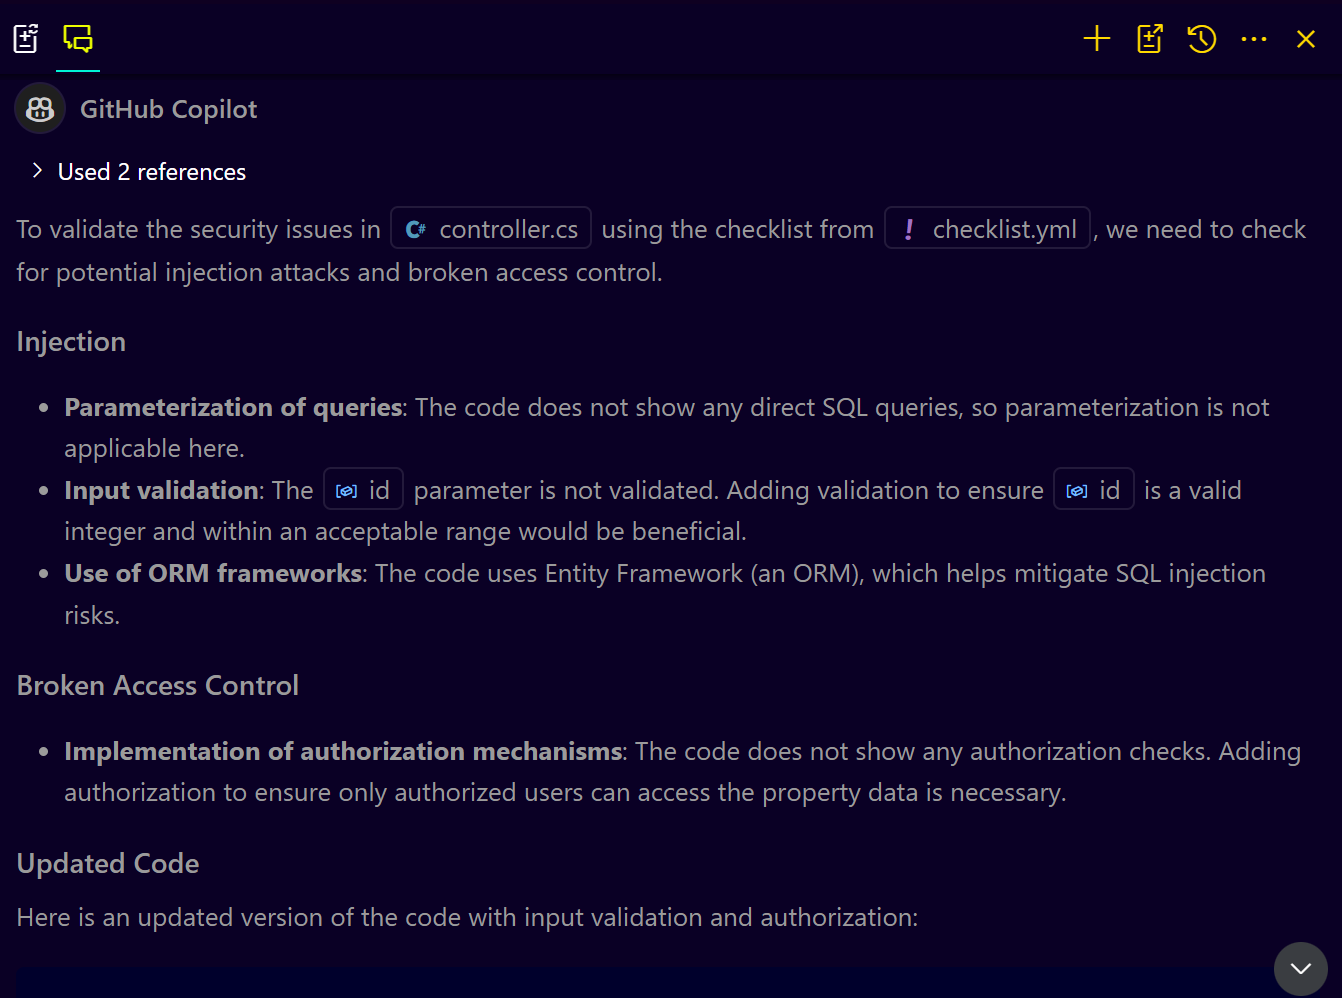 GitHub Copilot
Used 2 references
To validate the security issues in C# controller.cs using the checklist from ! checklist.yml, we need to check
for potential injection attacks and broken access control.
Injection
• Parameterization of queries: The code does not show any direct SQL queries, so parameterization is not
applicable here.
• Input validation: The id parameter is not validated. Adding validation to ensure id is a valid
integer and within an acceptable range would be beneficial.
• Use of ORM frameworks: The code uses Entity Framework (an ORM), which helps mitigate SQL injection
risks.
Broken Access Control
• Implementation of authorization mechanisms: The code does not show any authorization checks. Adding
authorization to ensure only authorized users can access the property data is necessary.
Updated Code
Here is an updated version of the code with input validation and authorization: